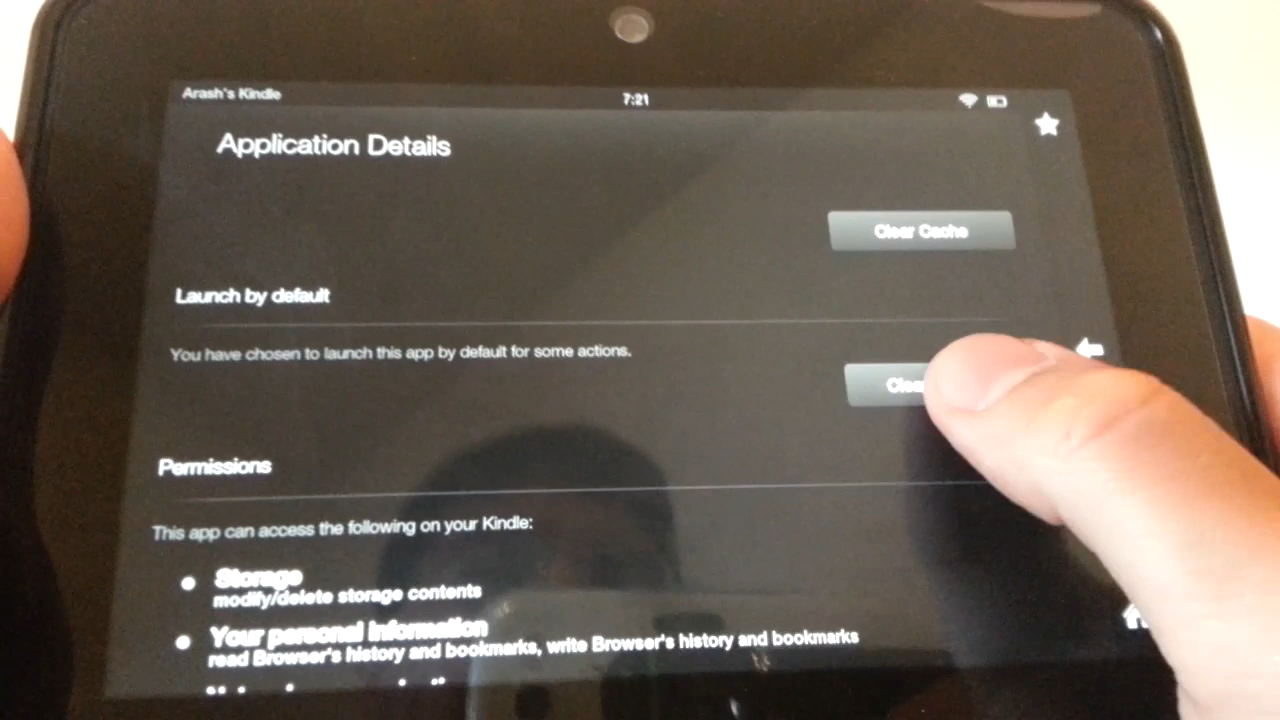 Arash's Kindle
7:21
Application Details
Clear Cache
Launch by default
You have chosen to launch this app by default for some actions.
Permissions
This app can access the following on your Kindle:
Storage
modify/delete storage contents
Your personal information
read Browser's history and bookmarks, write Browser's history and bookmarks